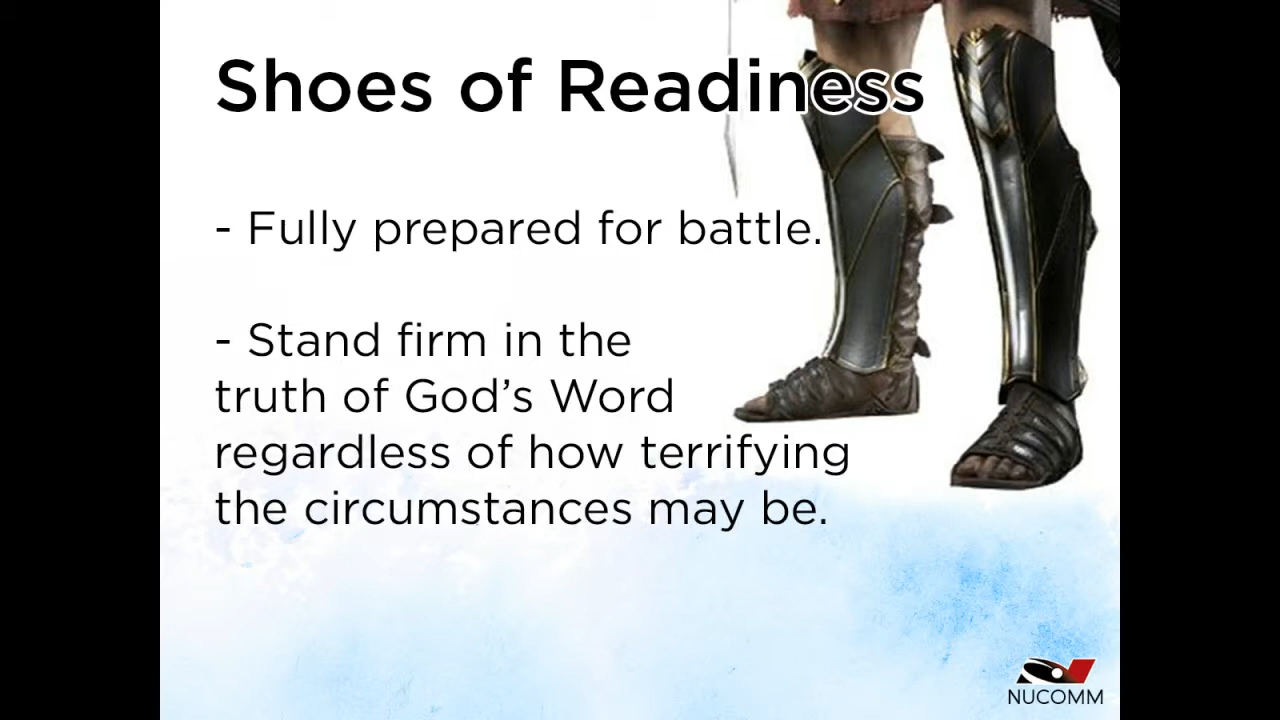 Shoes of Readiness
- Fully prepared for battle.
- Stand firm in the
truth of God’s Word
regardless of how terrifying
the circumstances may be.
NUCOMM